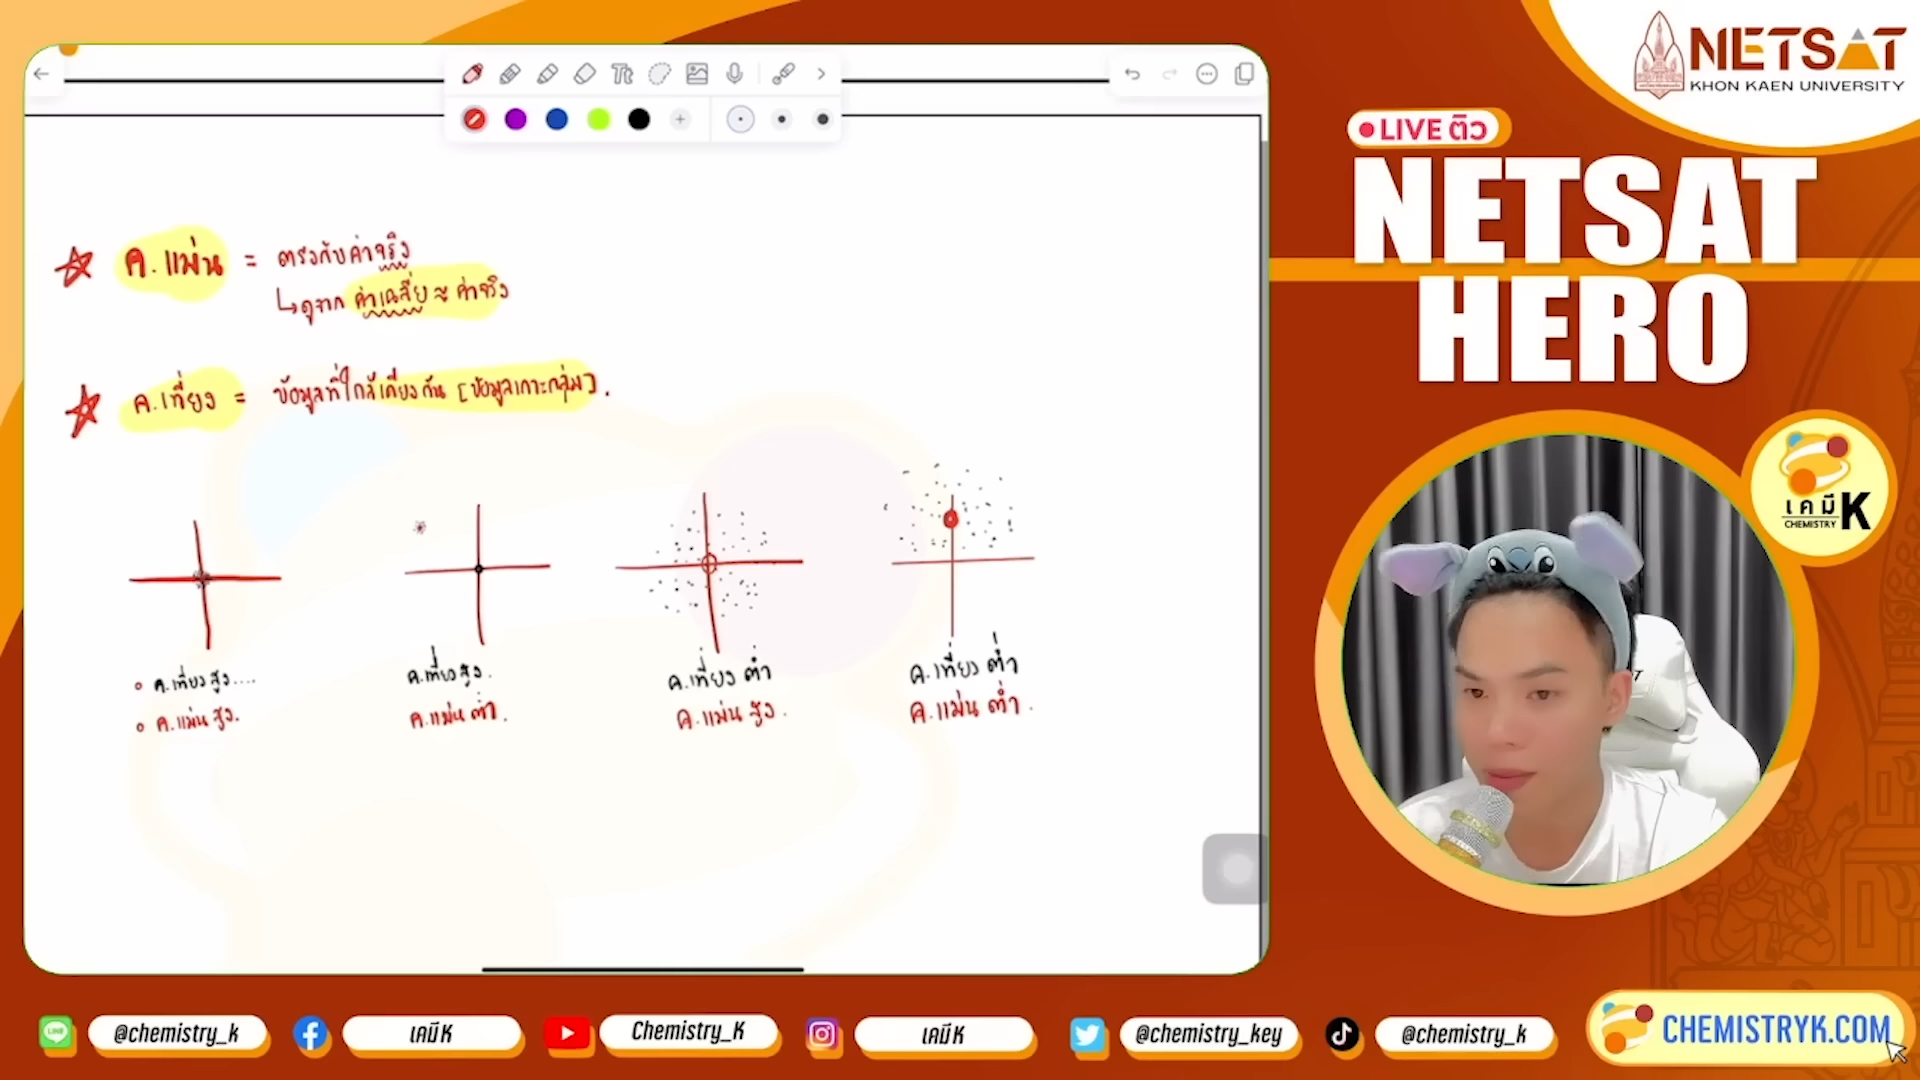 NETSAT
KHON KAEN UNIVERSITY
LIVE ติว
NETSAT
HERO
Tt
ค.แม่น = ตรงกับค่าจริง
↳ดูจาก ค่าเฉลี่ย ≈ ค่าจริง
ค.เที่ยง = ข้อมูลที่ใกล้เคียงกัน [ข้อมูลเกาะกลุ่ม].
ค.เที่ยง สูง....
ค.แม่น สูง.
ค.เที่ยง สูง.
ค.แม่น ต่ำ.
ค.เที่ยง ต่ำ
ค.แม่น สูง.
ค.เที่ยง ต่ำ
ค.แม่น ต่ำ.
เคมี K
CHEMISTRY
LINE
@chemistry_k
เคมี K
Chemistry_K
เคมี K
@chemistry_key
@chemistry_k
CHEMISTRYK.COM